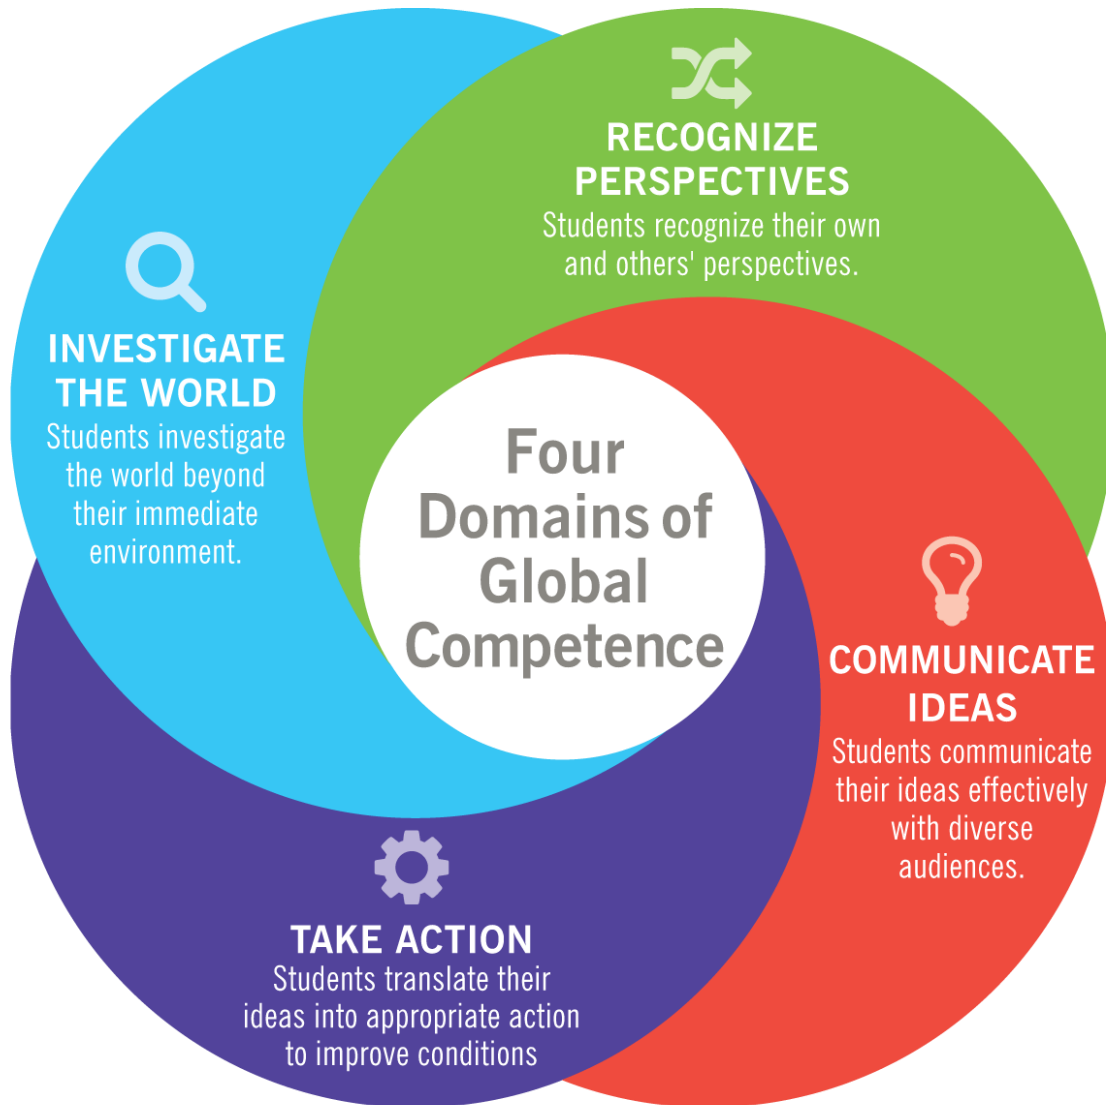 RECOGNIZE
PERSPECTIVES
Students recognize their own
and others' perspectives.
INVESTIGATE
THE WORLD
Students investigate
the world beyond
their immediate
environment.
Four
Domains of
Global
Competence
COMMUNICATE
IDEAS
Students communicate
their ideas effectively
with diverse
audiences.
TAKE ACTION
Students translate their
ideas into appropriate action
to improve conditions